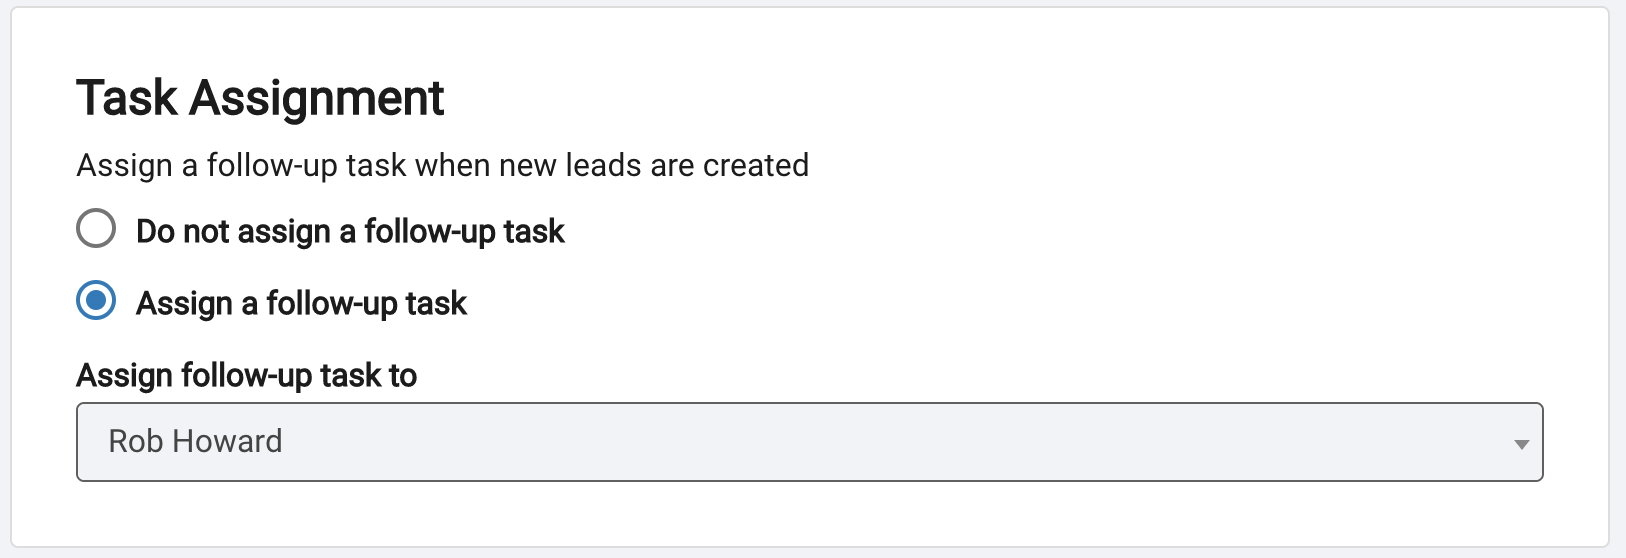 Task Assignment
Assign a follow-up task when new leads are created
Do not assign a follow-up task
Assign a follow-up task
Assign follow-up task to
Rob Howard